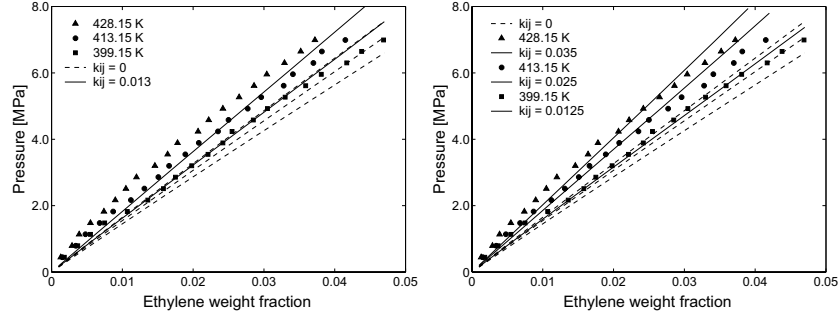 8.0
6.0
4.0
2.0
0
0
0.01
0.02
0.03
0.04
0.05
Pressure [MPa]
Ethylene weight fraction
428.15 K
413.15 K
399.15 K
kij = 0
kij = 0.013
8.0
6.0
4.0
2.0
0
0
0.01
0.02
0.03
0.04
0.05
Pressure [MPa]
Ethylene weight fraction
kij = 0
428.15 K
kij = 0.035
413.15 K
kij = 0.025
399.15 K
kij = 0.0125